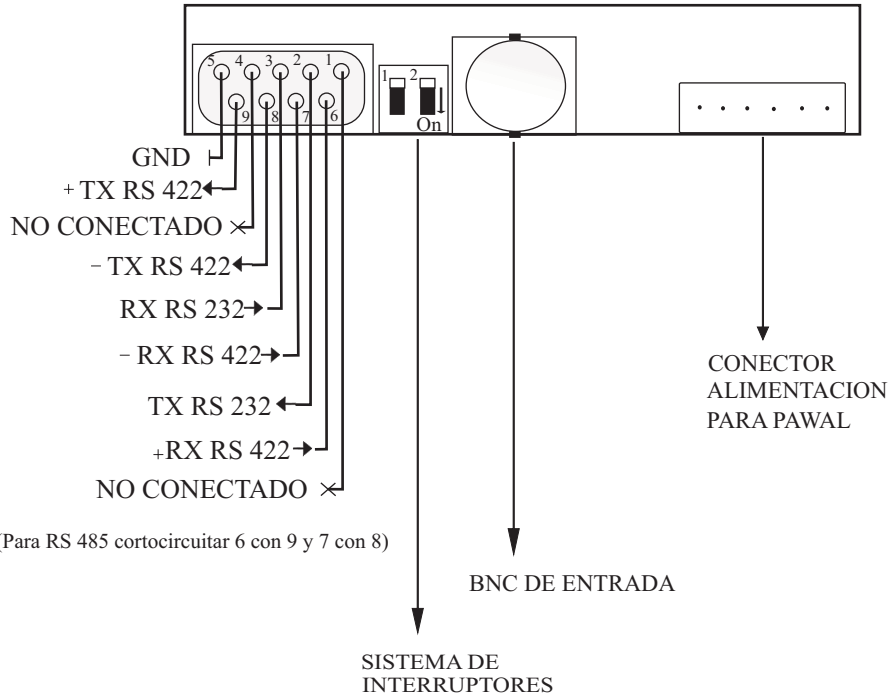 5 4 3 2 1
9 8 7 6
1 2
On
GND
+ TX RS 422
NO CONECTADO
- TX RS 422
RX RS 232
- RX RS 422
TX RS 232
+RX RS 422
NO CONECTADO
(Para RS 485 cortocircuitar 6 con 9 y 7 con 8)
CONECTOR
ALIMENTACION
PARA PAWAL
BNC DE ENTRADA
SISTEMA DE
INTERRUPTORES